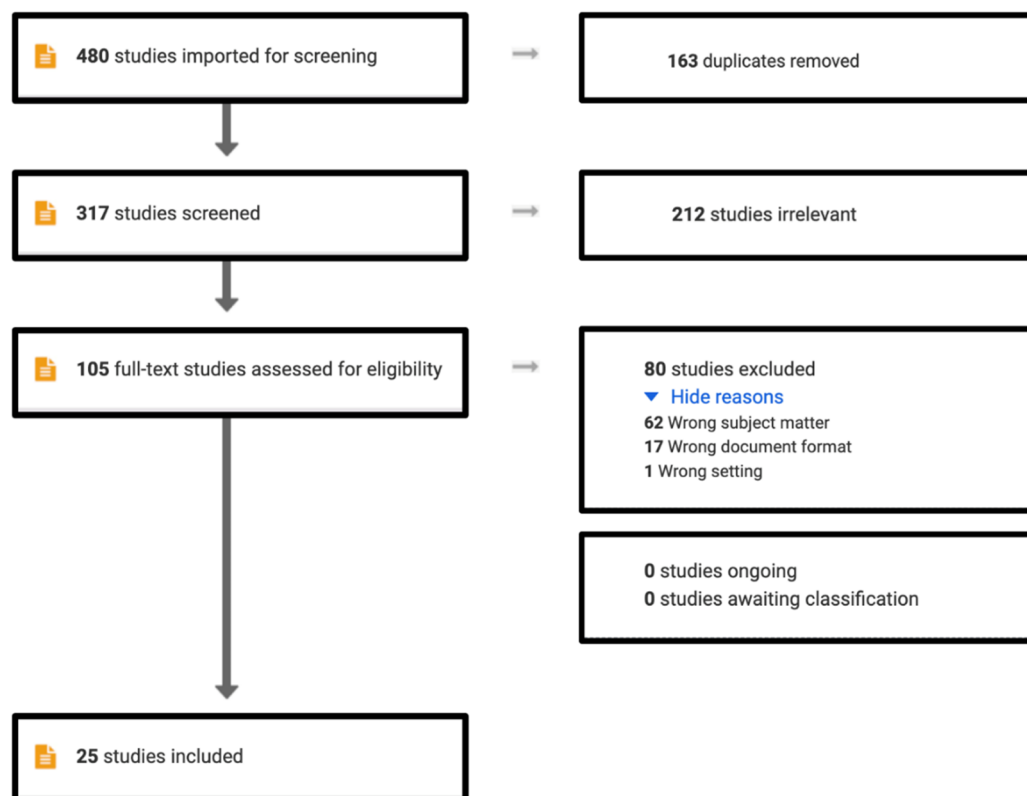 480 studies imported for screening
163 duplicates removed
317 studies screened
212 studies irrelevant
105 full-text studies assessed for eligibility
80 studies excluded
Hide reasons
62 Wrong subject matter
17 Wrong document format
1 Wrong setting
0 studies ongoing
0 studies awaiting classification
25 studies included